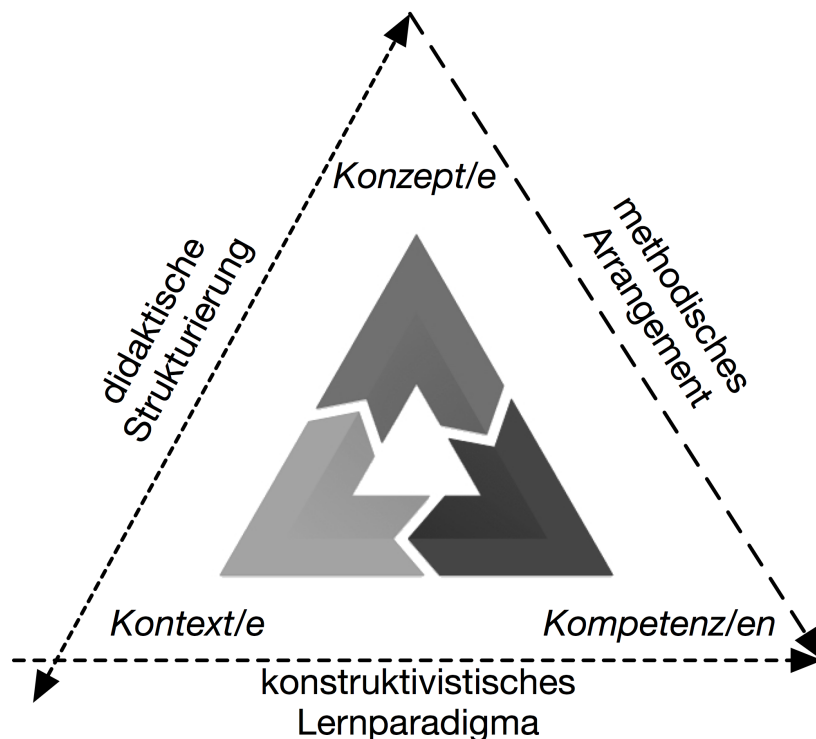 Konzept/e
didaktische
Strukturierung
methodisches
Arrangement
Kontext/e
Kompetenz/en
konstruktivistisches
Lernparadigma